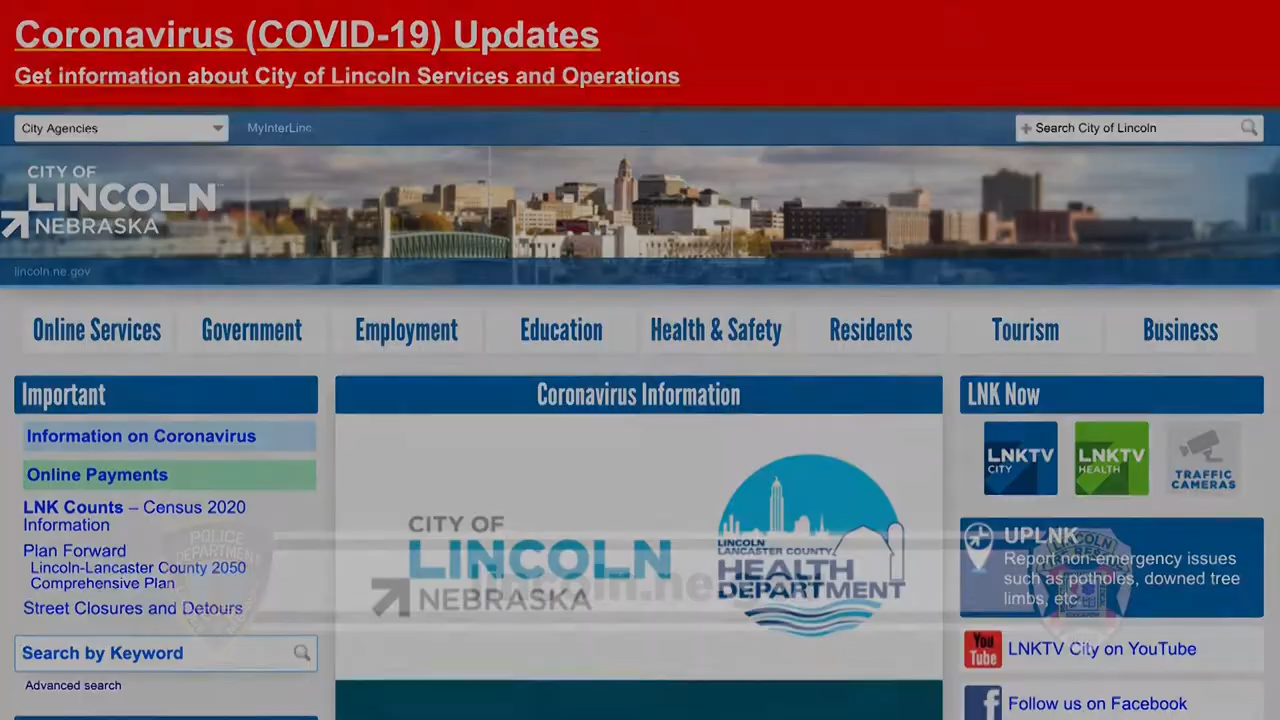 Coronavirus (COVID-19) Updates
Get information about City of Lincoln Services and Operations
City Agencies
MyInterLinc
Search City of Lincoln
CITY OF
LINCOLN
NEBRASKA
lincoln.ne.gov
Online Services
Government
Employment
Education
Health & Safety
Residents
Tourism
Business
Important
Information on Coronavirus
Online Payments
LNK Counts – Census 2020
Information
Plan Forward
Lincoln-Lancaster County 2050
Comprehensive Plan
Street Closures and Detours
Search by Keyword
Advanced search
Coronavirus Information
CITY OF
LINCOLN
NEBRASKA
LINCOLN
LANCASTER COUNTY
HEALTH
DEPARTMENT
LNK Now
LNKTV
CITY
LNKTV
HEALTH
TRAFFIC
CAMERAS
UPLNK
Report non-emergency issues
such as potholes, downed tree
limbs, etc
You
Tube
LNKTV City on YouTube
Follow us on Facebook
POLICE
DEPARTMENT